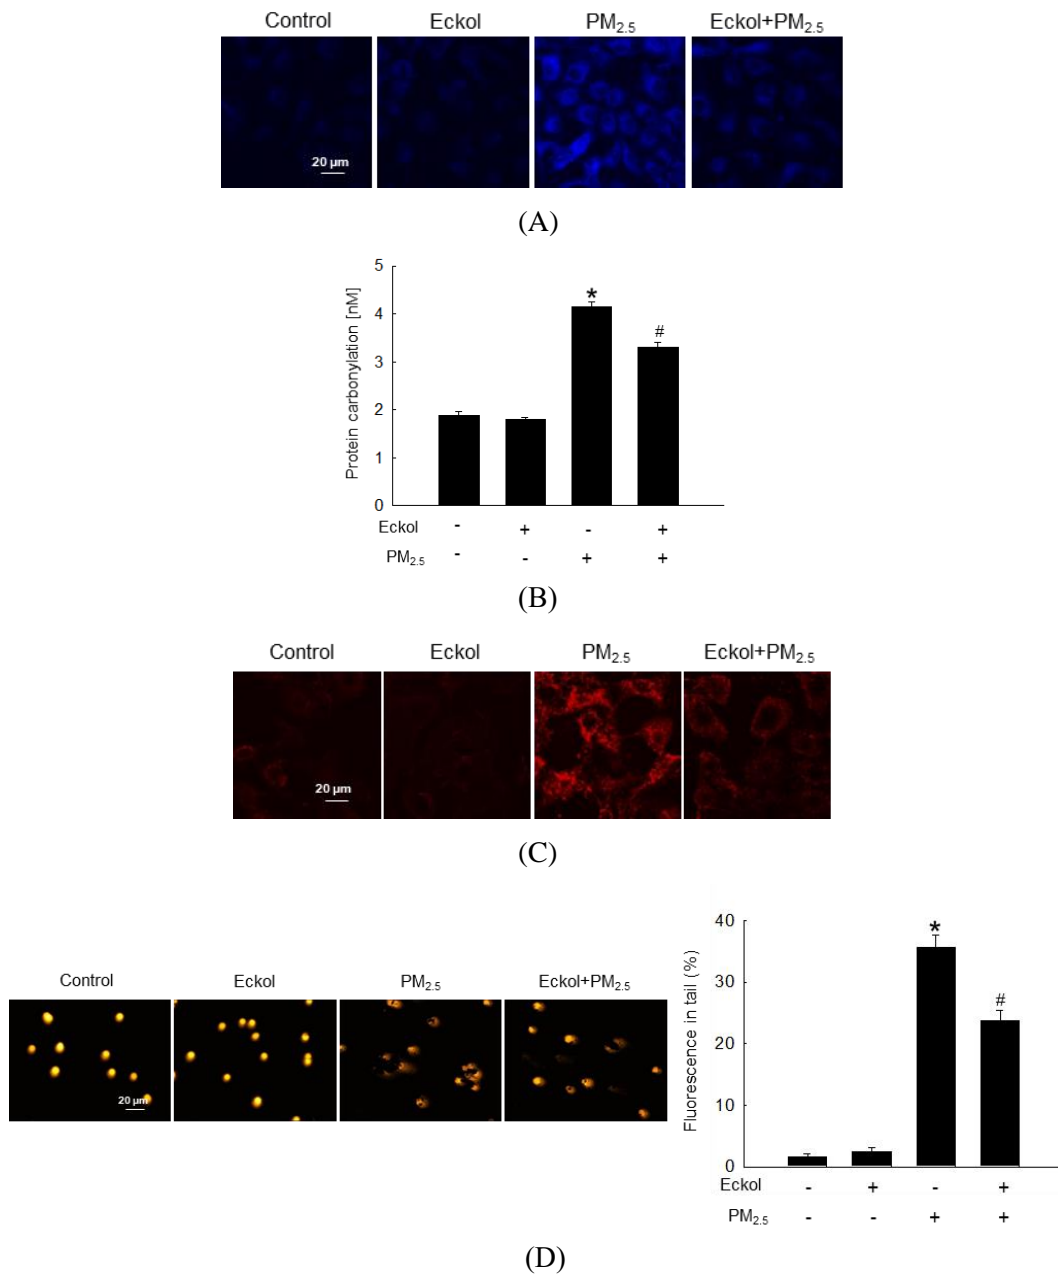 Control Eckol PM2.5 Eckol+PM2.5
20 μm
(A)
Protein carbonylation [nM]
5
4
3
2
1
0
*
#
Eckol - + - +
PM2.5 - - + +
(B)
Control Eckol PM2.5 Eckol+PM2.5
20 μm
(C)
Control Eckol PM2.5 Eckol+PM2.5
20 μm
Fluorescence in tail (%)
40
30
20
10
0
*
#
Eckol - + - +
PM2.5 - - + +
(D)